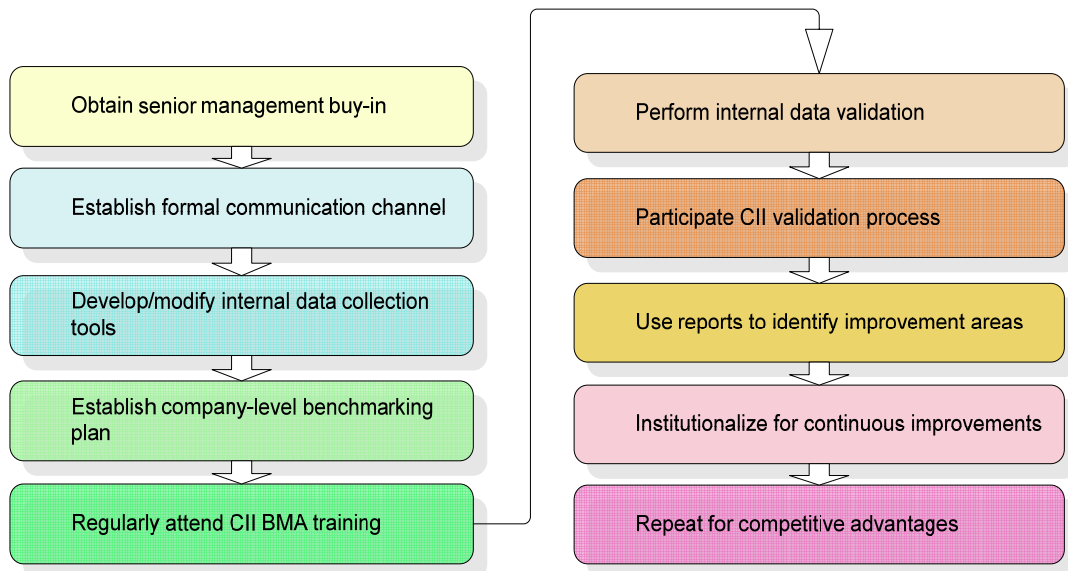 Obtain senior management buy-in
Establish formal communication channel
Develop/modify internal data collection
tools
Establish company-level benchmarking
plan
Regularly attend CII BMA training
Perform internal data validation
Participate CII validation process
Use reports to identify improvement areas
Institutionalize for continuous improvements
Repeat for competitive advantages